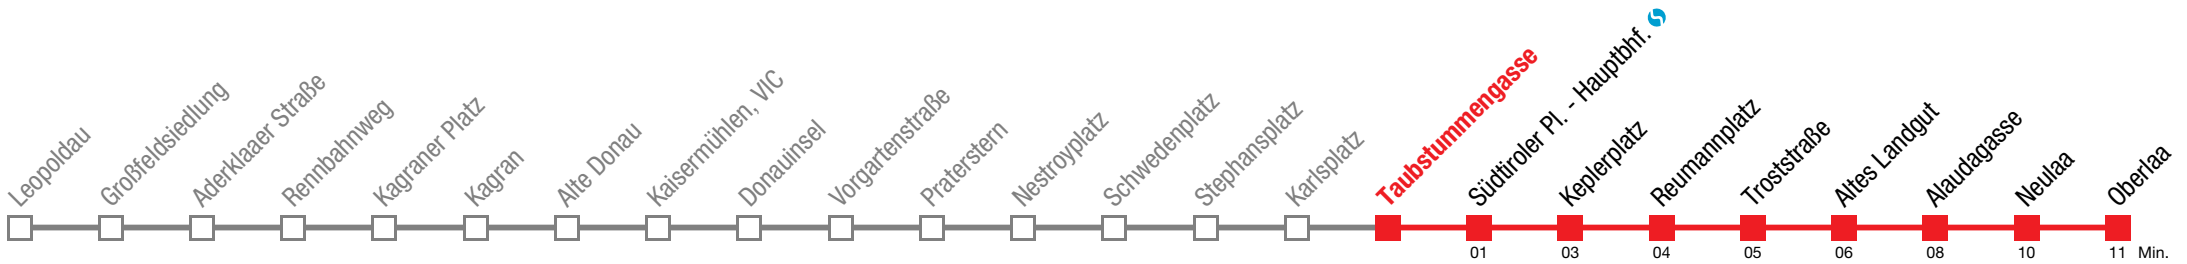 Leopoldau
Großfeldsiedlung
Aderklaaer Straße
Rennbahnweg
Kagraner Platz
Kagran
Alte Donau
Kaisermühlen, VIC
Donauinsel
Vorgartenstraße
Praterstern
Nestroyplatz
Schwedenplatz
Stephansplatz
Karlsplatz
Taubstummengasse
Südtiroler Pl. - Hauptbhf.
Keplerplatz
Reumannplatz
Troststraße
Altes Landgut
Alaudagasse
Neulaa
Oberlaa
01 03 04 05 06 08 10 11 Min.